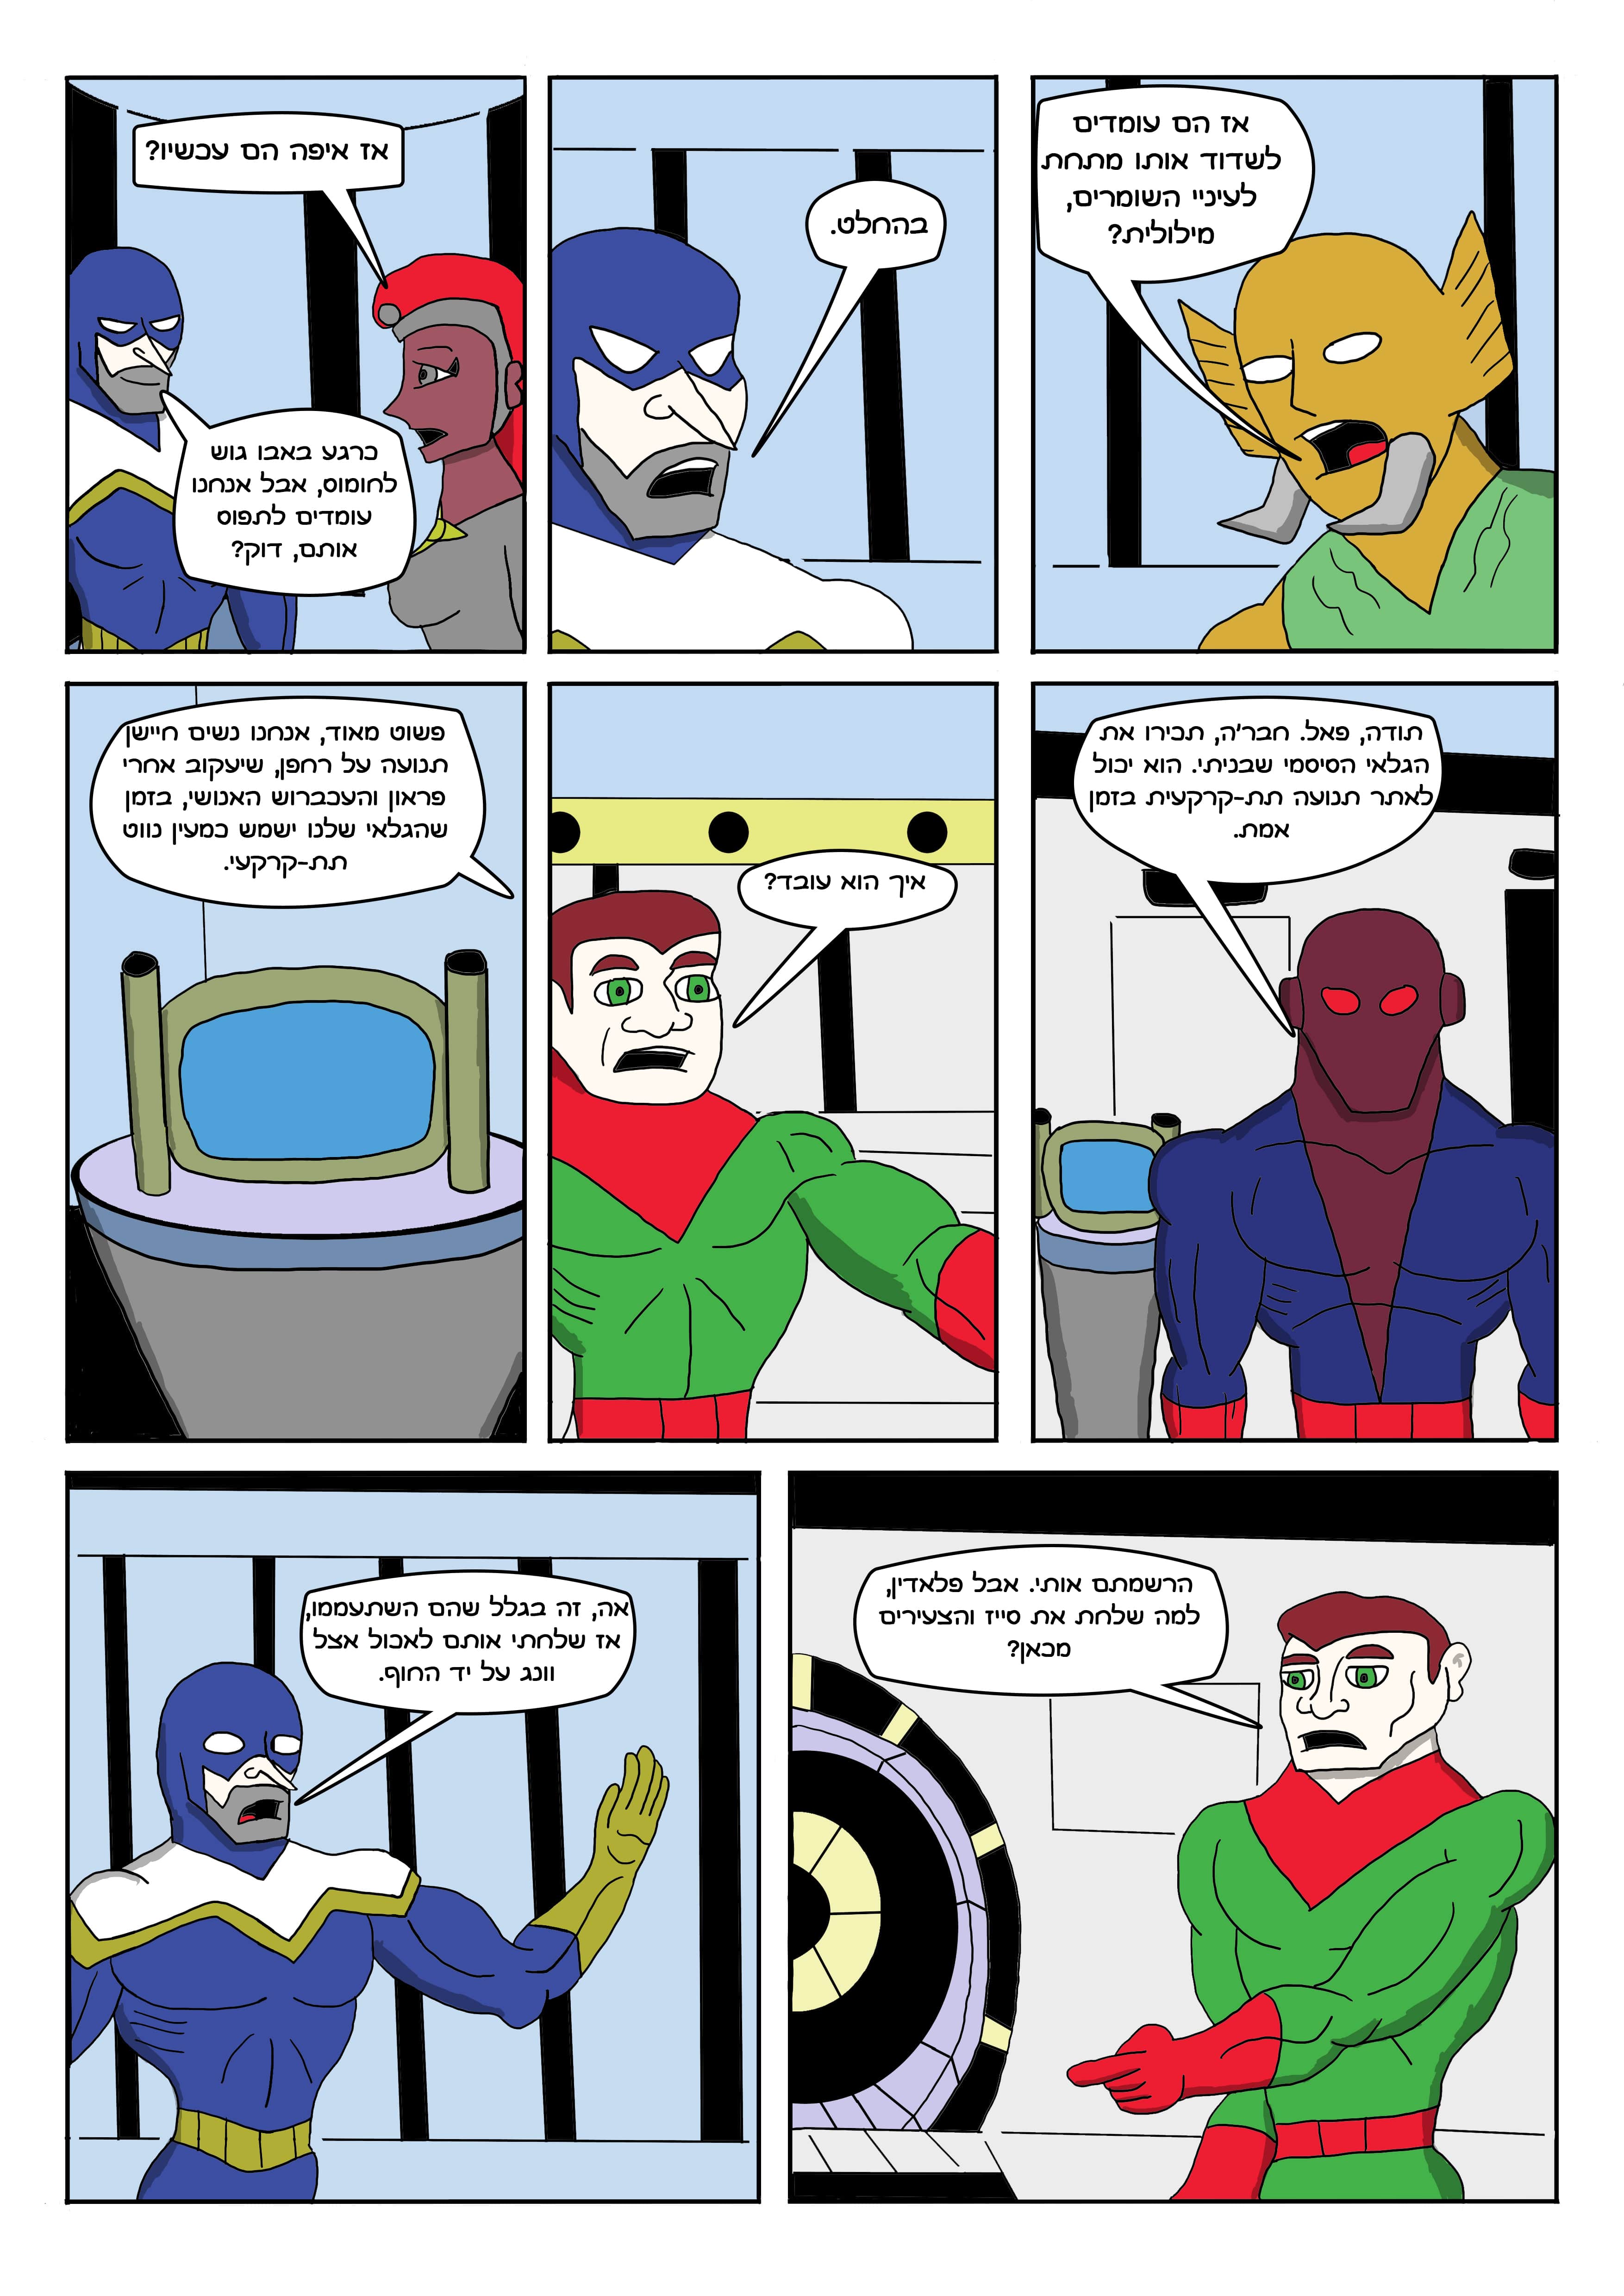 אז הם עומדים
לשדוד אותו מתחת
לעיניי השומרים,
מילולית?
בהחלט.
אז איפה הם עכשיו?
כרגע באבו גוש
לחומוס, אבל אנחנו
עומדים לתפוס
אותם, דוק?
תודה, פאל. חבר'ה, תכירו את
הגלאי הסיסמי שבניתי. הוא יכול
לאתר תנועה תת-קרקעית בזמן
אמת.
איך הוא עובד?
פשוט מאוד, אנחנו נשים חיישן
תנועה על רחפן, שיעקוב אחרי
פראון והעכברוש האנושי, בזמן
שהגלאי שלנו ישמש כמעין נווט
תת-קרקעי.
הרשמתם אותי. אבל פלאדין,
למה שלחת את סייז והצעירים
מכאן?
אה, זה בגלל שהם השתעממו,
אז שלחתי אותם לאכול אצל
וונג על יד החוף.